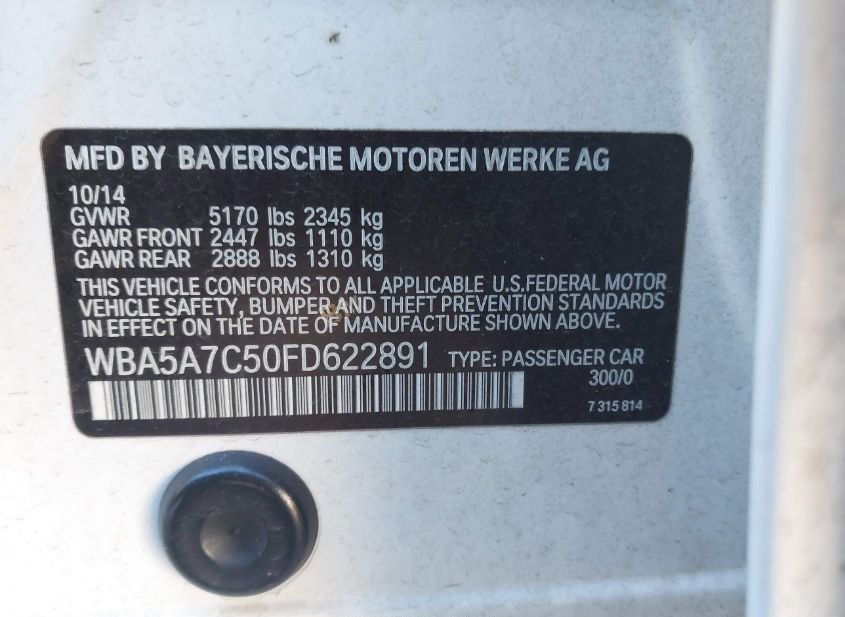 MFD BY BAYERISCHE MOTOREN WERKE AG
10/14
GVWR 5170 lbs 2345 kg
GAWR FRONT 2447 lbs 1110 kg
GAWR REAR 2888 lbs 1310 kg
THIS VEHICLE CONFORMS TO ALL APPLICABLE U.S.FEDERAL MOTOR
VEHICLE SAFETY, BUMPER AND THEFT PREVENTION STANDARDS
IN EFFECT ON THE DATE OF MANUFACTURE SHOWN ABOVE.
WBA5A7C50FD622891 TYPE: PASSENGER CAR
300/0
7 315 814